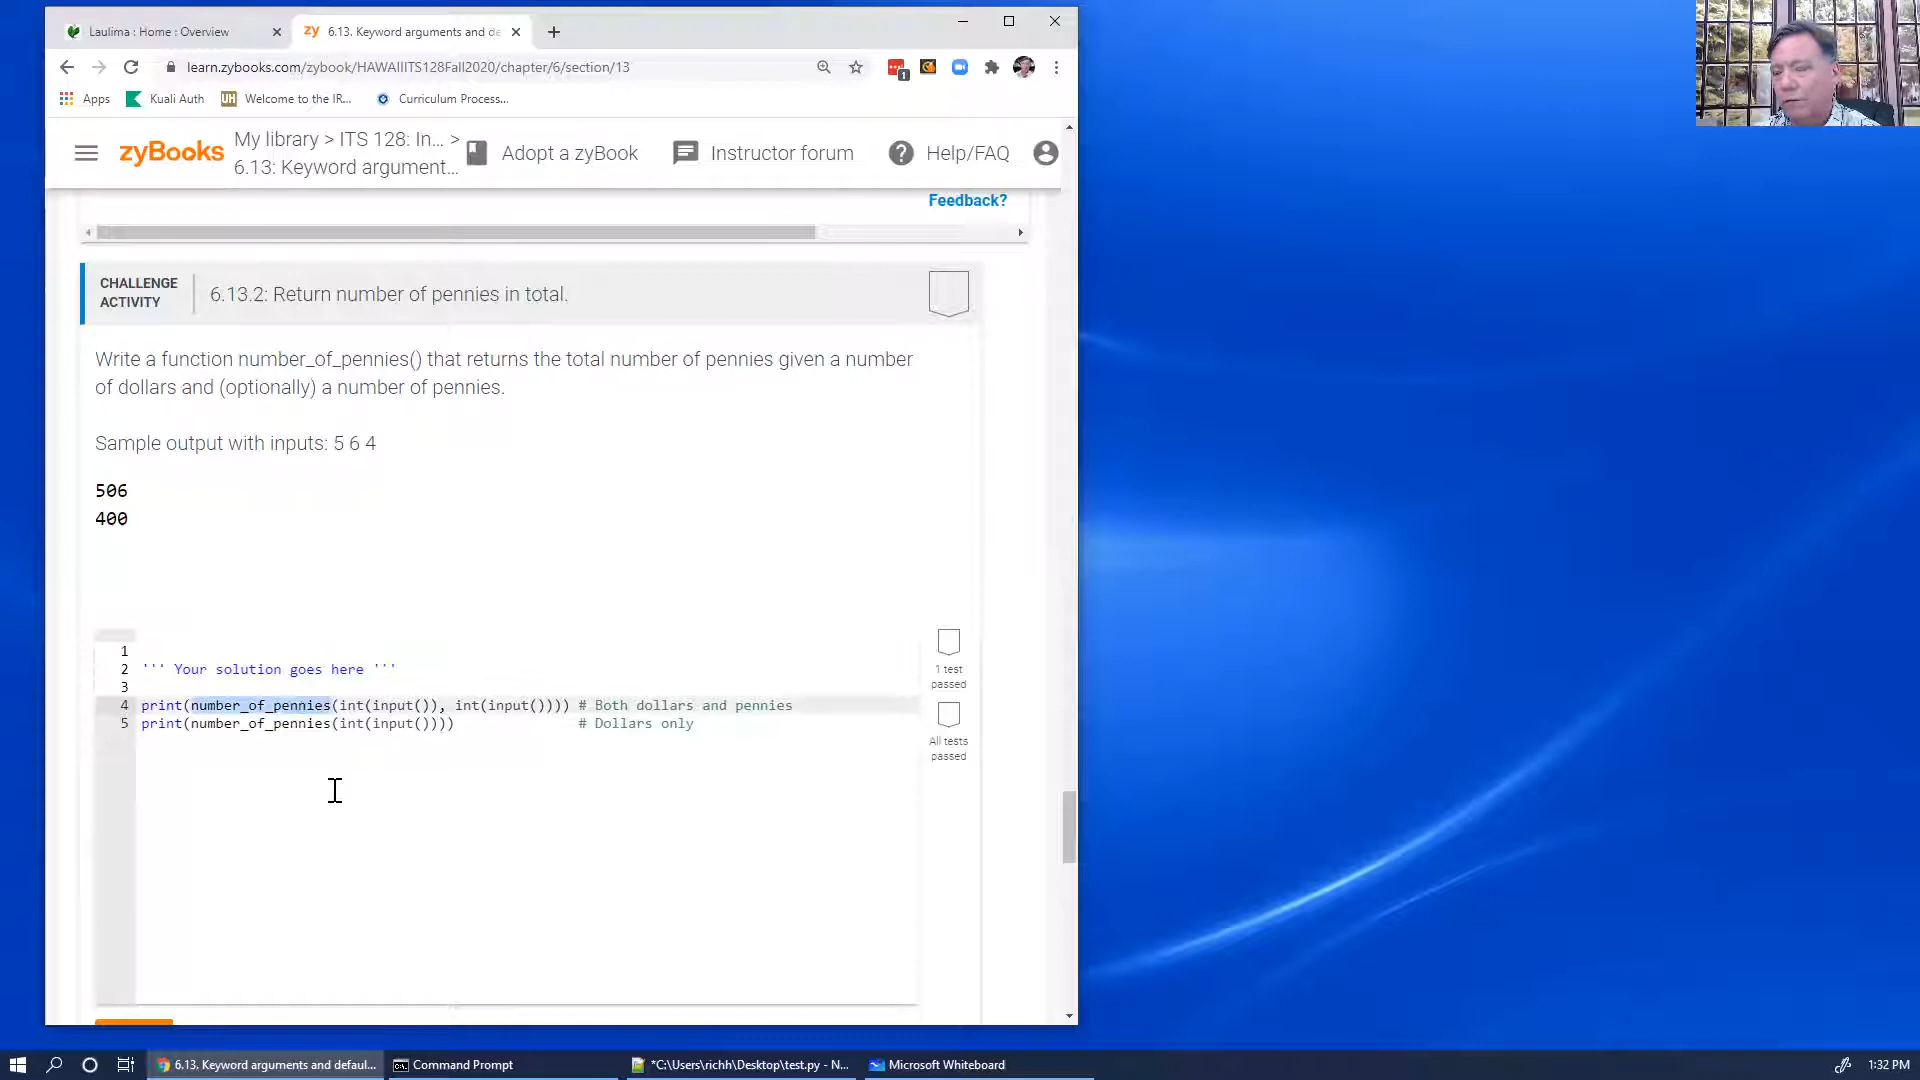 Laulima : Home : Overview
zy 6.13. Keyword arguments and de
learn.zybooks.com/zybook/HAWAIIITS128Fall2020/chapter/6/section/13
1
Apps Kuali Auth UH Welcome to the IR... Curriculum Process...
zyBooks My library > ITS 128: In... > Adopt a zyBook Instructor forum Help/FAQ
6.13: Keyword argument...
Feedback?
CHALLENGE
ACTIVITY
6.13.2: Return number of pennies in total.
Write a function number_of_pennies() that returns the total number of pennies given a number
of dollars and (optionally) a number of pennies.
Sample output with inputs: 5 6 4
506
400
1
2 ''' Your solution goes here '''
3
4 print(number_of_pennies(int(input()), int(input()))) # Both dollars and pennies
5 print(number_of_pennies(int(input()))) # Dollars only
1 test
passed
All tests
passed
6.13. Keyword arguments and defaul... Command Prompt *C:\Users\richh\Desktop\test.py - N... Microsoft Whiteboard 1:32 PM